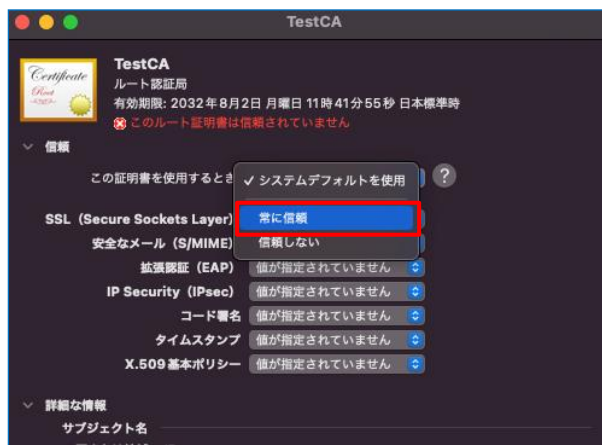 TestCA
Certificate
Root
TestCA
ルート認証局
有効期限: 2032年8月2日 月曜日 11時41分55秒 日本標準時
このルート証明書は信頼されていません
信頼
この証明書を使用するとき
✓ システムデフォルトを使用
?
常に信頼
信頼しない
SSL（Secure Sockets Layer）
安全なメール（S/MIME）
拡張認証（EAP） 値が指定されていません
IP Security（IPsec） 値が指定されていません
コード署名 値が指定されていません
タイムスタンプ 値が指定されていません
X.509 基本ポリシー 値が指定されていません
詳細な情報
サブジェクト名